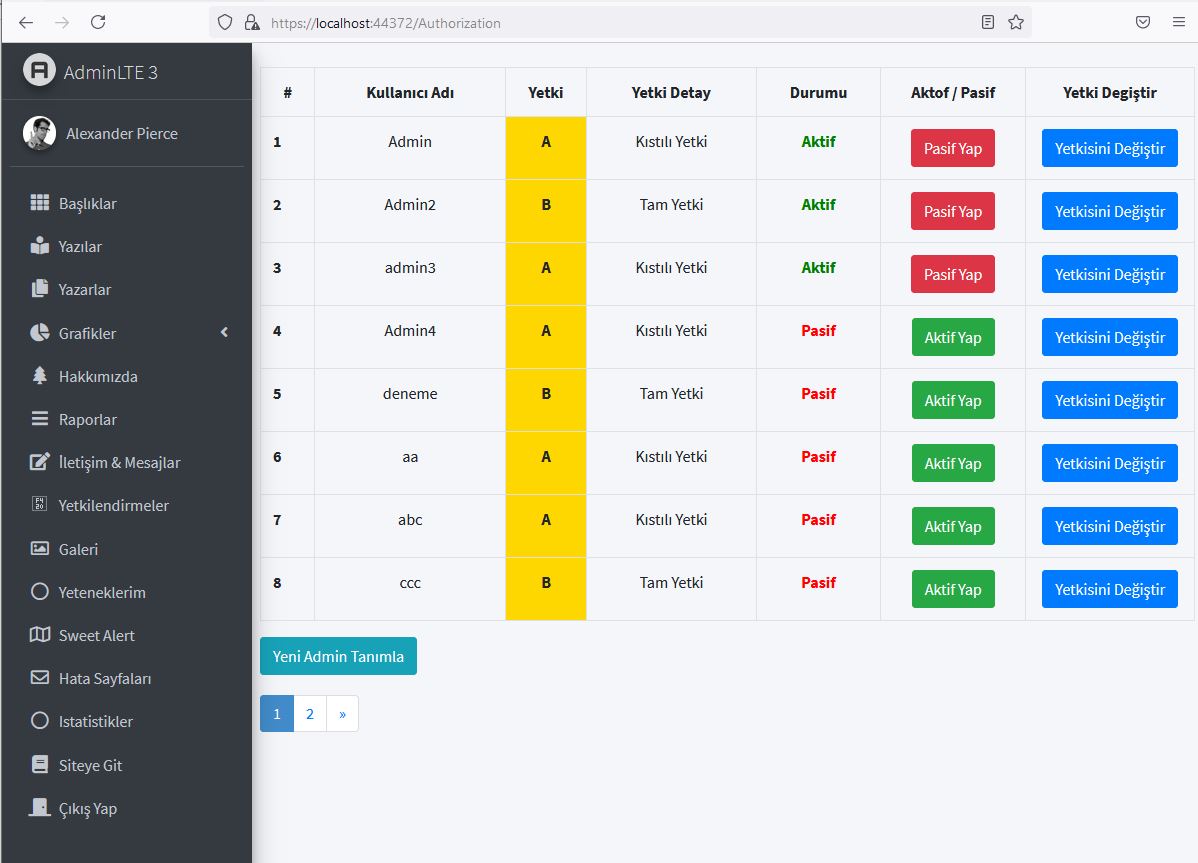 https://localhost:44372/Authorization
AdminLTE 3
Alexander Pierce
Başlıklar
Yazılar
Yazarlar
Grafikler
Hakkımızda
Raporlar
İletişim & Mesajlar
Yetkilendirmeler
Galeri
Yeteneklerim
Sweet Alert
Hata Sayfaları
Istatistikler
Siteye Git
Çıkış Yap
# Kullanıcı Adı Yetki Yetki Detay Durumu Aktof / Pasif Yetki Degiştir
1 Admin A Kıstılı Yetki Aktif Pasif Yap Yetkisini Değiştir
2 Admin2 B Tam Yetki Aktif Pasif Yap Yetkisini Değiştir
3 admin3 A Kıstılı Yetki Aktif Pasif Yap Yetkisini Değiştir
4 Admin4 A Kıstılı Yetki Pasif Aktif Yap Yetkisini Değiştir
5 deneme B Tam Yetki Pasif Aktif Yap Yetkisini Değiştir
6 aa A Kıstılı Yetki Pasif Aktif Yap Yetkisini Değiştir
7 abc A Kıstılı Yetki Pasif Aktif Yap Yetkisini Değiştir
8 ccc B Tam Yetki Pasif Aktif Yap Yetkisini Değiştir
Yeni Admin Tanımla
1 2 »